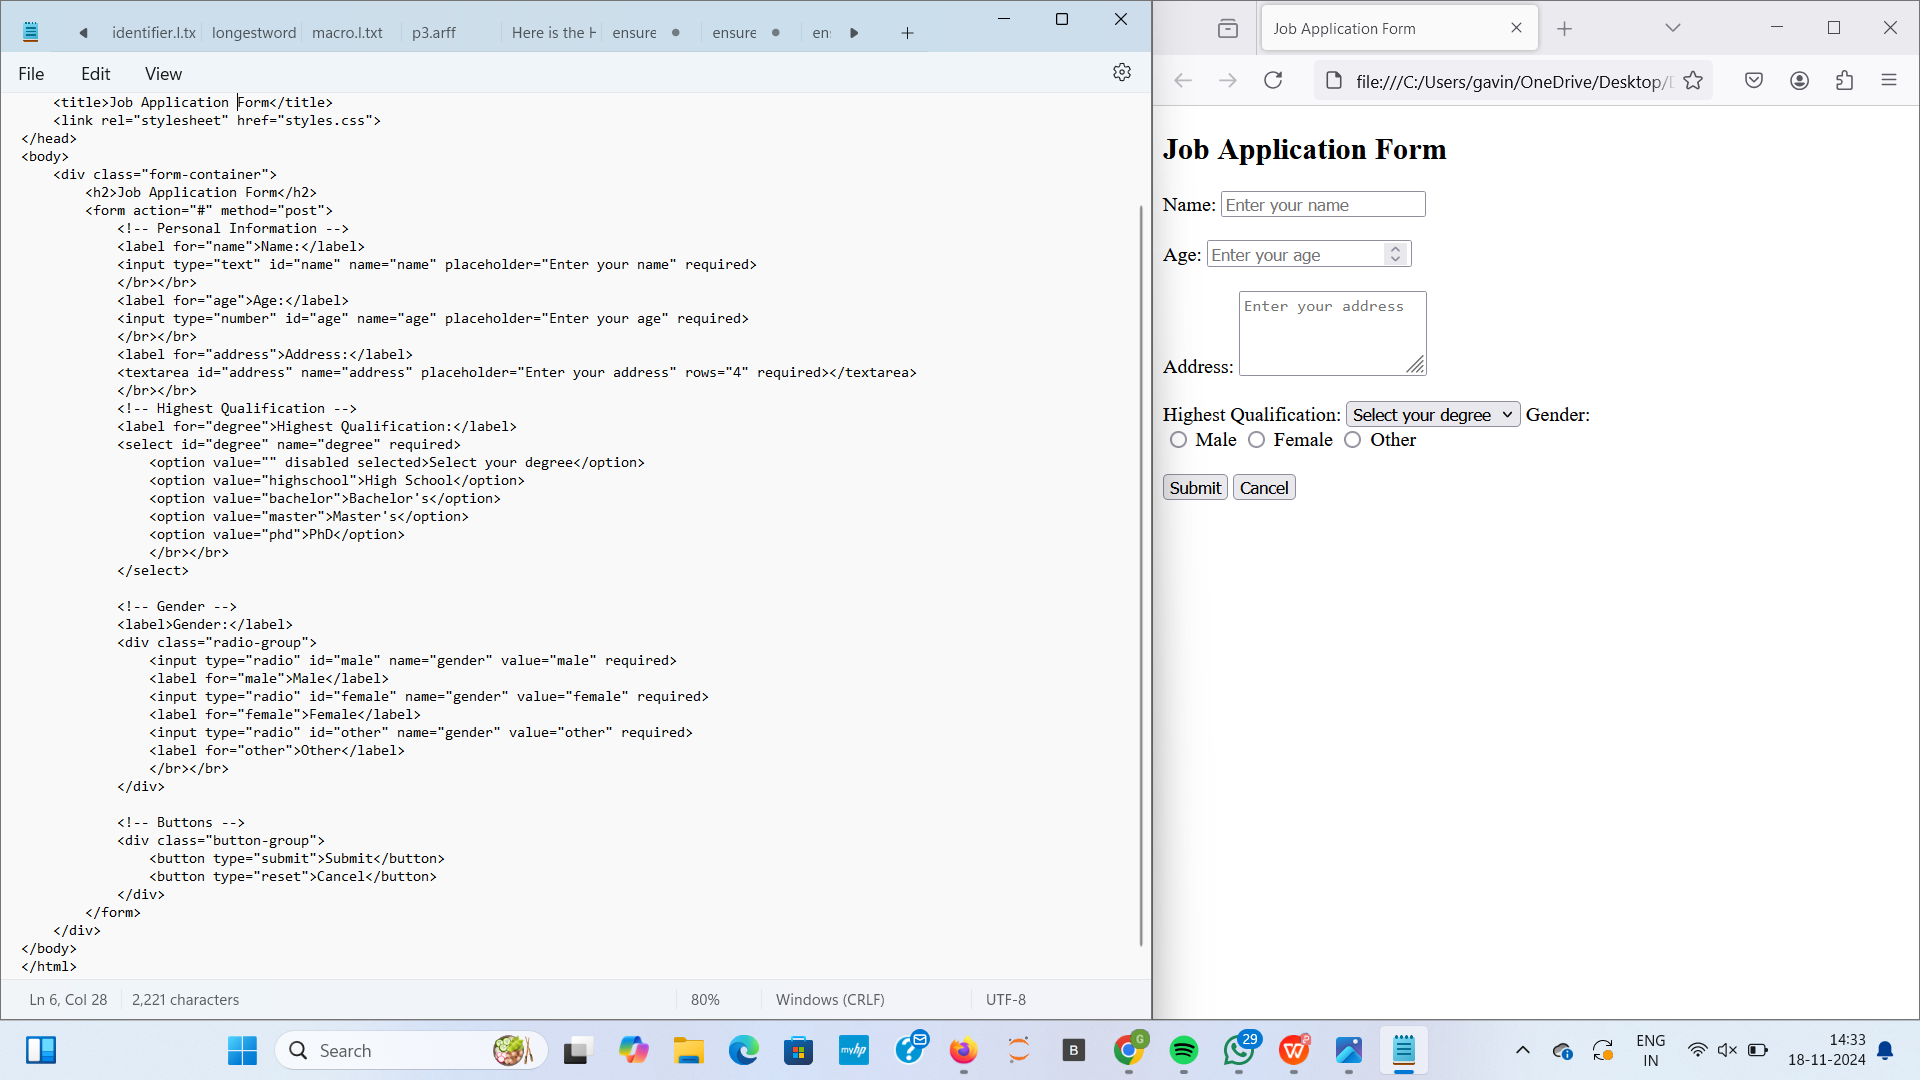 identifier.l.tx longestword macro.l.txt p3.arff Here is the H ensure ensure en
File Edit View
<title>Job Application Form</title>
<link rel="stylesheet" href="styles.css">
</head>
<body>
<div class="form-container">
<h2>Job Application Form</h2>
<form action="#" method="post">
<!-- Personal Information -->
<label for="name">Name:</label>
<input type="text" id="name" name="name" placeholder="Enter your name" required>
</br></br>
<label for="age">Age:</label>
<input type="number" id="age" name="age" placeholder="Enter your age" required>
</br></br>
<label for="address">Address:</label>
<textarea id="address" name="address" placeholder="Enter your address" rows="4" required></textarea>
</br></br>
<!-- Highest Qualification -->
<label for="degree">Highest Qualification:</label>
<select id="degree" name="degree" required>
<option value="" disabled selected>Select your degree</option>
<option value="highschool">High School</option>
<option value="bachelor">Bachelor's</option>
<option value="master">Master's</option>
<option value="phd">PhD</option>
</br></br>
</select>
<!-- Gender -->
<label>Gender:</label>
<div class="radio-group">
<input type="radio" id="male" name="gender" value="male" required>
<label for="male">Male</label>
<input type="radio" id="female" name="gender" value="female" required>
<label for="female">Female</label>
<input type="radio" id="other" name="gender" value="other" required>
<label for="other">Other</label>
</br></br>
</div>
<!-- Buttons -->
<div class="button-group">
<button type="submit">Submit</button>
<button type="reset">Cancel</button>
</div>
</form>
</div>
</body>
</html>
Ln 6, Col 28 2,221 characters 80% Windows (CRLF) UTF-8
Job Application Form
file:///C:/Users/gavin/OneDrive/Desktop/
Job Application Form
Name: Enter your name
Age: Enter your age
Enter your address
Address:
Highest Qualification: Select your degree Gender:
Male Female Other
Submit Cancel
Search
myhp
B
G
29
W
ENG
IN
14:33
18-11-2024